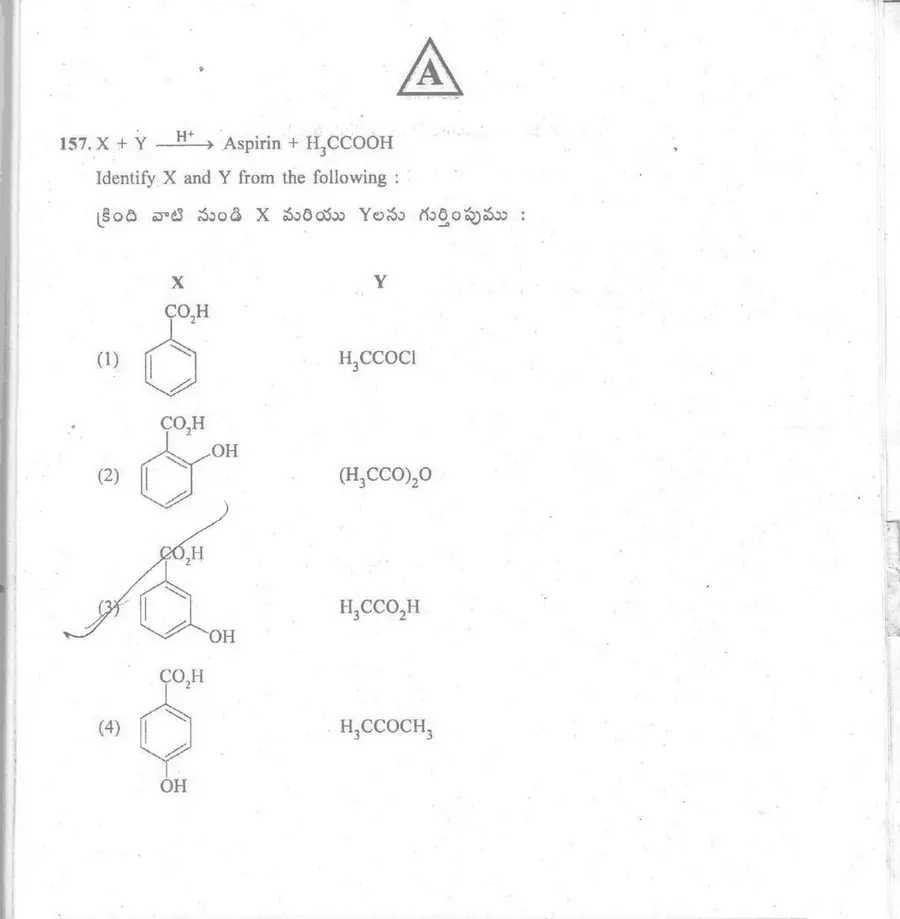 A
157. X + Y H⁺ → Aspirin + H₃CCOOH
Identify X and Y from the following :
క్రింది వాటి నుండి X మరియు Yలను గుర్తింపుము :
X Y
CO₂H
(1) H₃CCOCl
CO₂H
OH
(2) (H₃CCO)₂O
CO₂H
(3) H₃CCO₂H
OH
CO₂H
(4) H₃CCOCH₃
OH